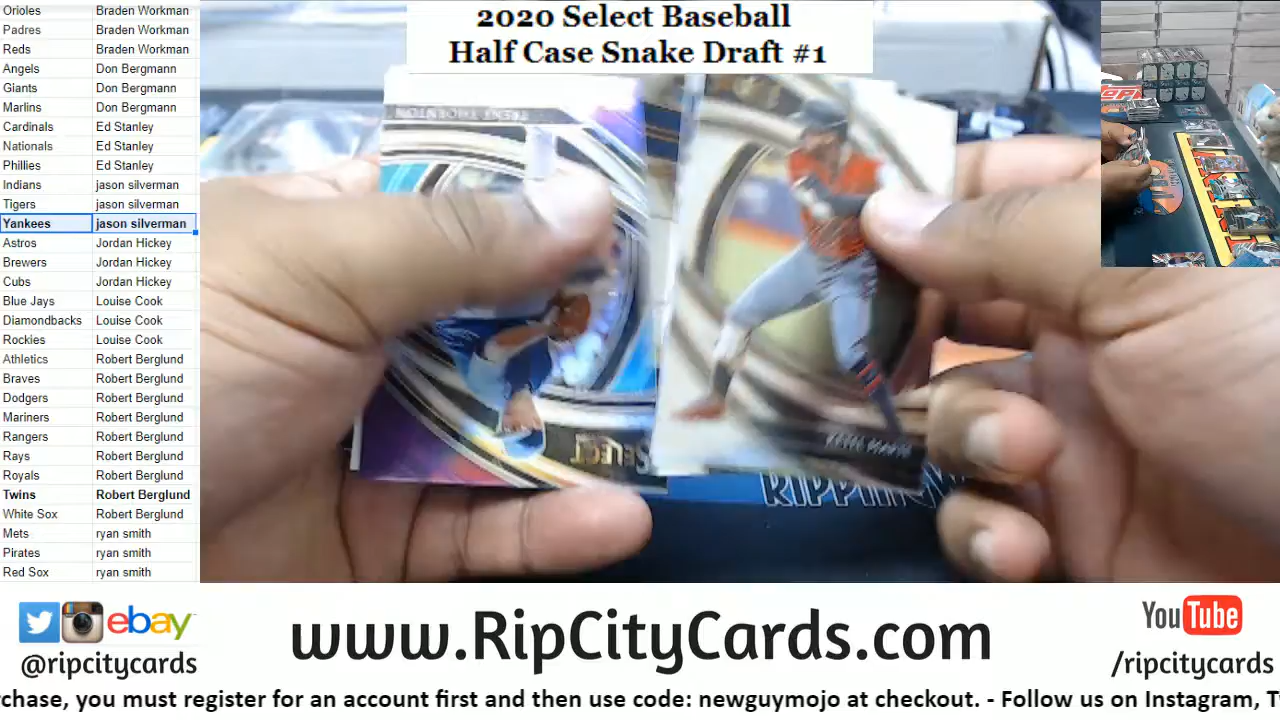 2020 Select Baseball
Half Case Snake Draft #1
Orioles Braden Workman
Padres Braden Workman
Reds Braden Workman
Angels Don Bergmann
Giants Don Bergmann
Marlins Don Bergmann
Cardinals Ed Stanley
Nationals Ed Stanley
Phillies Ed Stanley
Indians jason silverman
Tigers jason silverman
Yankees jason silverman
Astros Jordan Hickey
Brewers Jordan Hickey
Cubs Jordan Hickey
Blue Jays Louise Cook
Diamondbacks Louise Cook
Rockies Louise Cook
Athletics Robert Berglund
Braves Robert Berglund
Dodgers Robert Berglund
Mariners Robert Berglund
Rangers Robert Berglund
Rays Robert Berglund
Royals Robert Berglund
Twins Robert Berglund
White Sox Robert Berglund
Mets ryan smith
Pirates ryan smith
Red Sox ryan smith
TRENT THORNTON
SELECT
ebay
@ripcitycards
www.RipCityCards.com
YouTube
/ripcitycards
rchase, you must register for an account first and then use code: newguymojo at checkout. - Follow us on Instagram, T